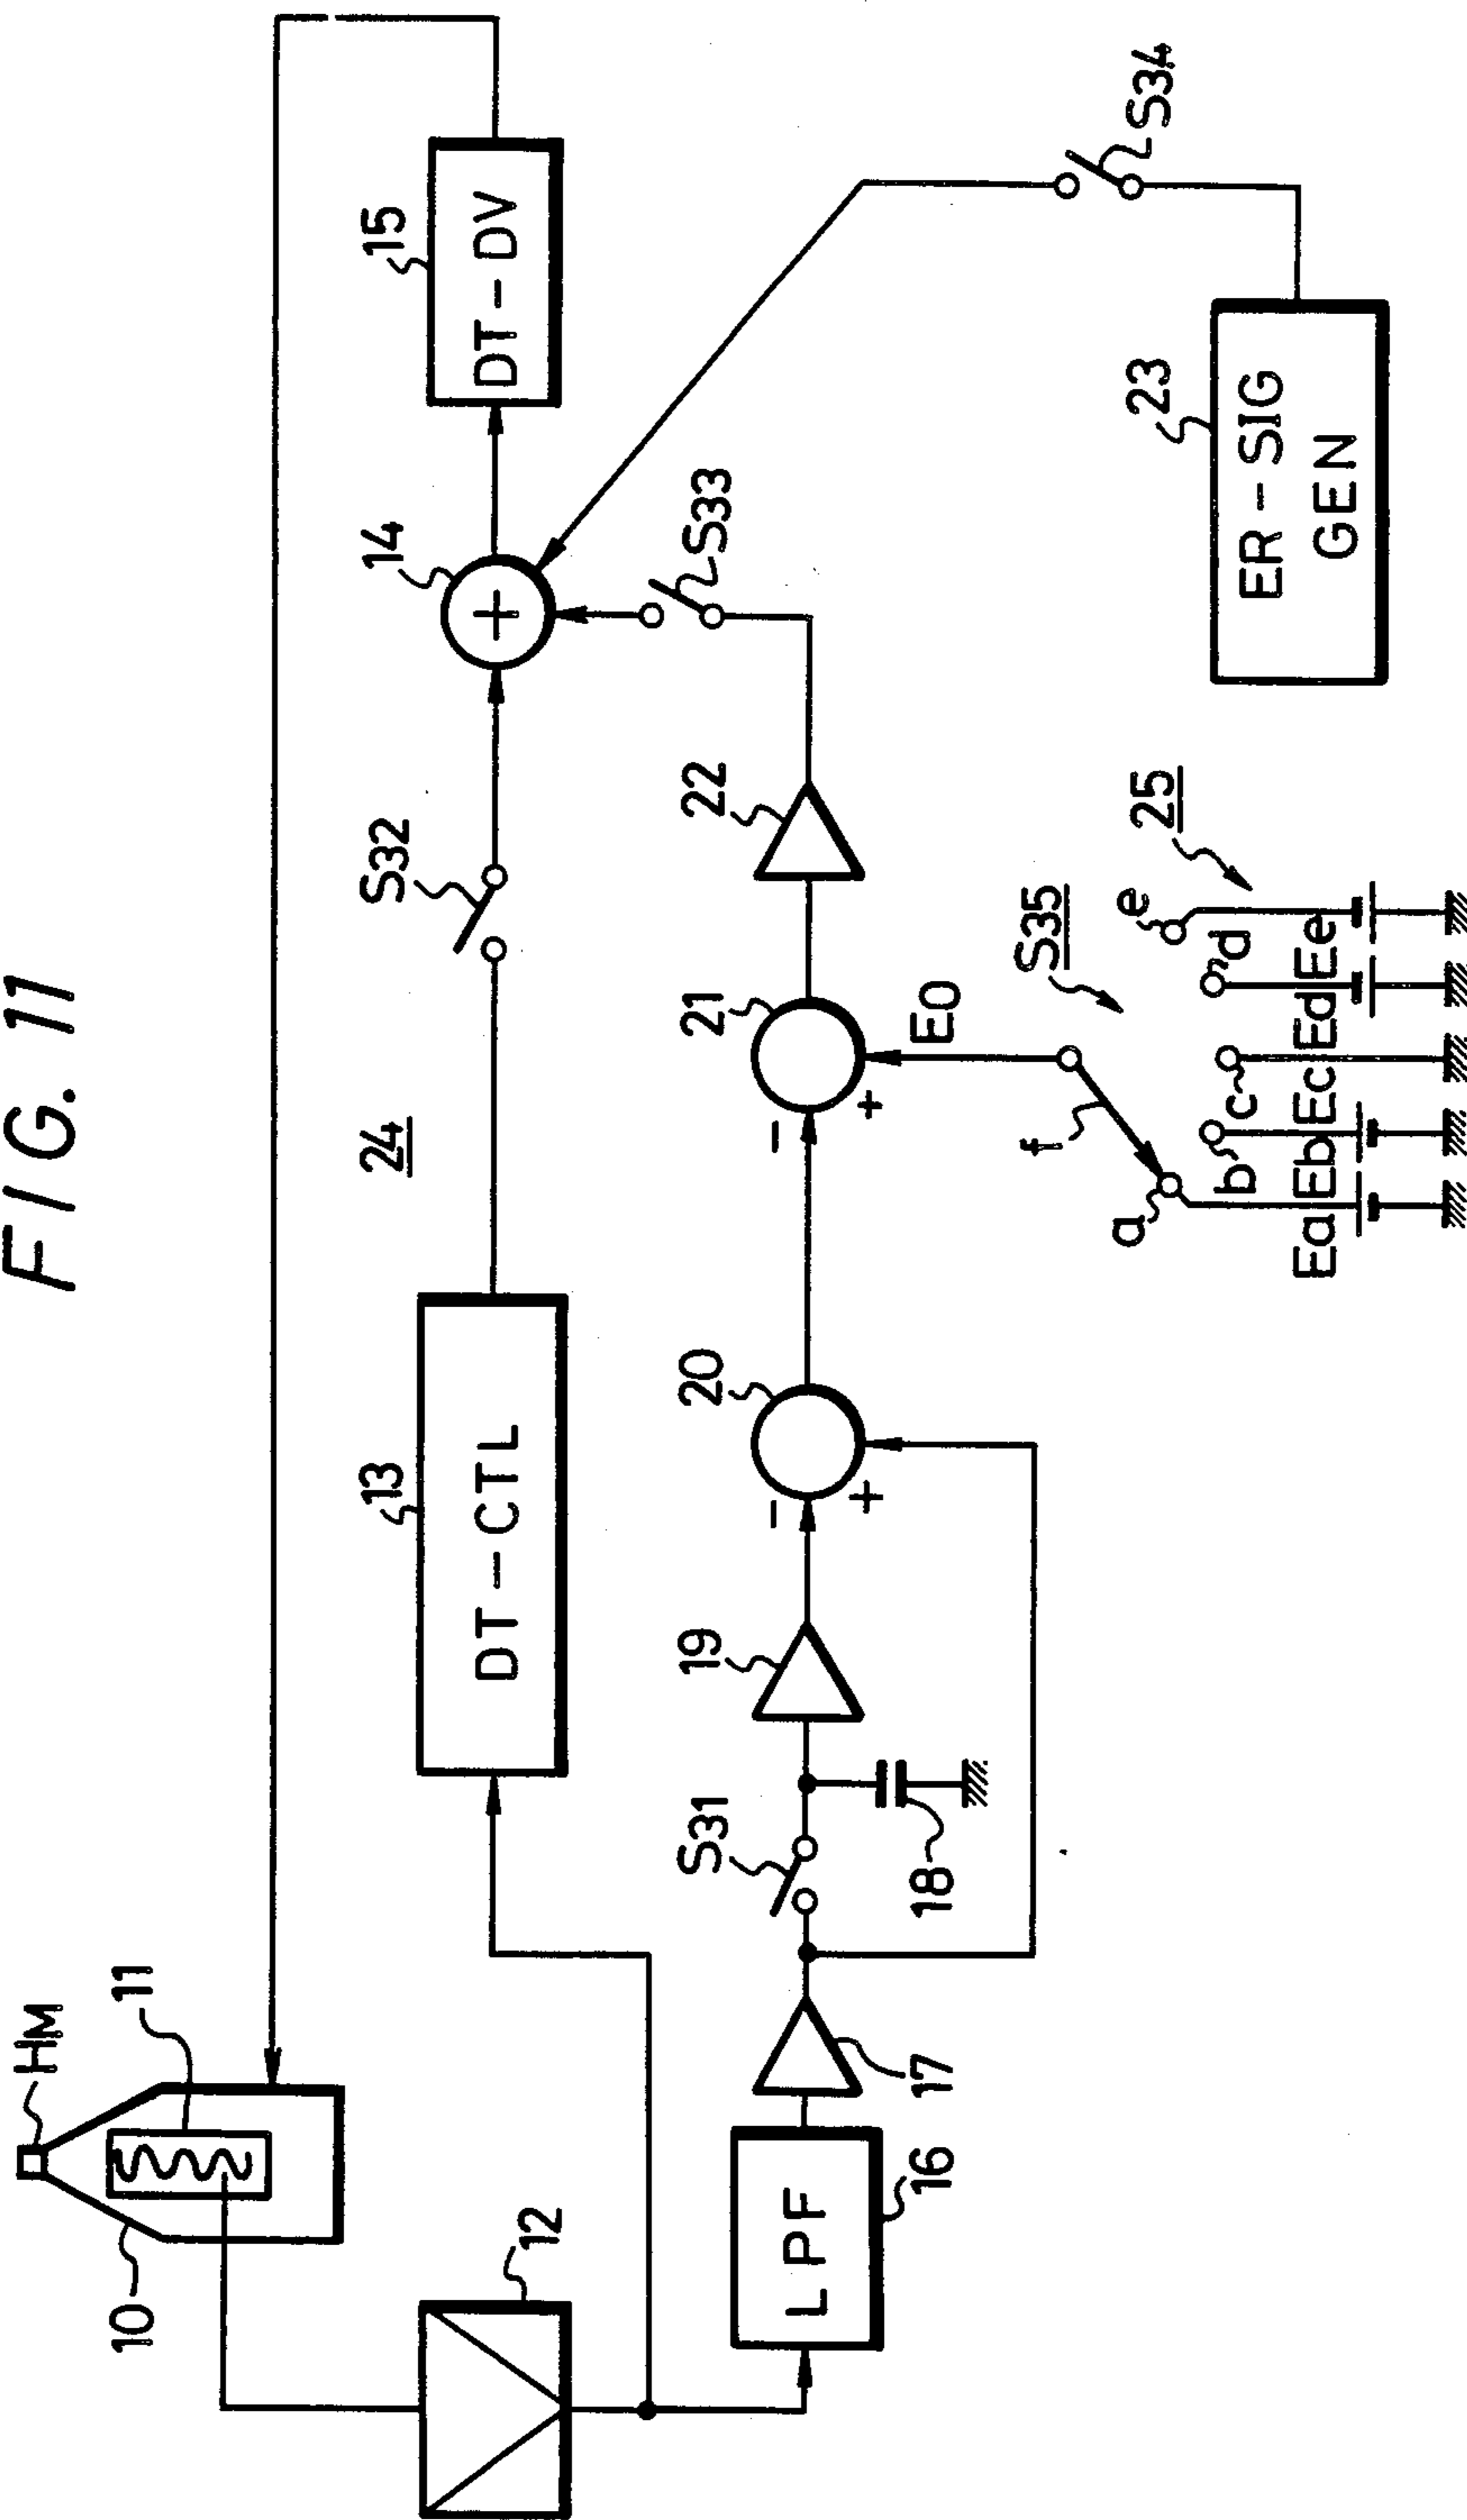 FIG. 11
HM
11
10
12
13
DT-CTL
24
S32
14
15
DT-DV
LPF
16
17
S31
18
19
20
-
+
21
-
+
E0
22
S33
S34
23
ER-SIG
GEN
S35
25
f
a
b
c
d
e
Ea Eb Ec Ed Ee
+